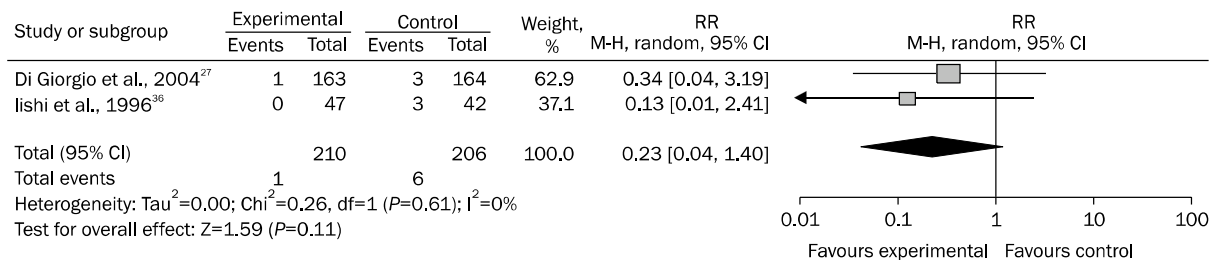 Study or subgroup Experimental Control Weight, RR RR
Events Total Events Total % M-H, random, 95% CI M-H, random, 95% CI
Di Giorgio et al., 2004²⁷ 1 163 3 164 62.9 0.34 [0.04, 3.19]
Iishi et al., 1996³⁶ 0 47 3 42 37.1 0.13 [0.01, 2.41]
Total (95% CI) 210 206 100.0 0.23 [0.04, 1.40]
Total events 1 6
Heterogeneity: Tau²=0.00; Chi²=0.26, df=1 (P=0.61); I²=0%
Test for overall effect: Z=1.59 (P=0.11)
0.01 0.1 1 10 100
Favours experimental Favours control